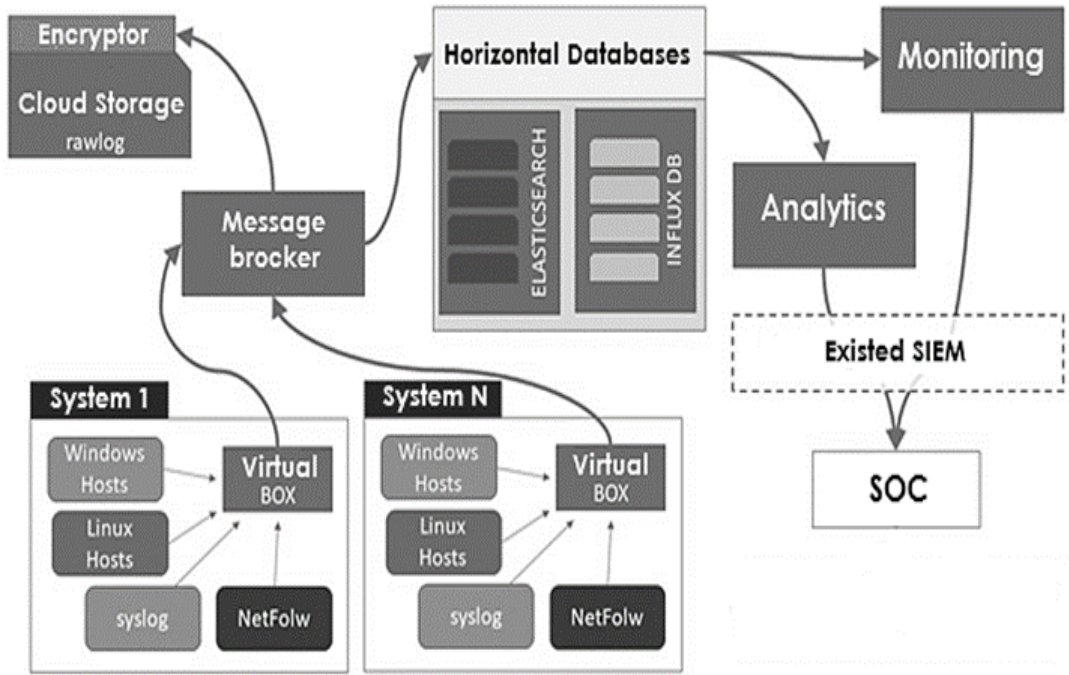 Encryptor
Cloud Storage
rawlog
Message
brocker
Horizontal Databases
ELASTICSEARCH
INFLUX DB
Monitoring
Analytics
Existed SIEM
SOC
System 1
Windows
Hosts
Linux
Hosts
syslog
NetFolw
Virtual
BOX
System N
Windows
Hosts
Linux
Hosts
syslog
NetFolw
Virtual
BOX